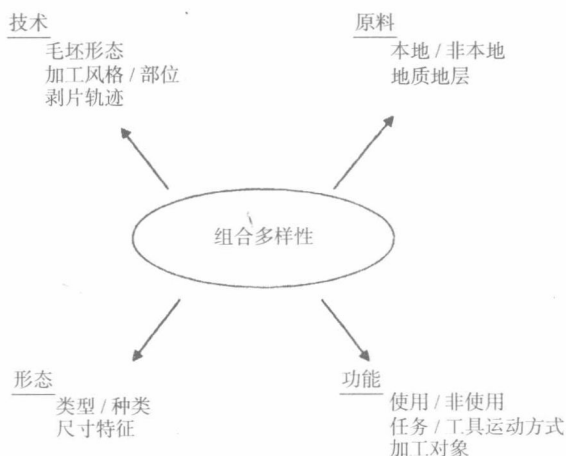 技术
毛坯形态
加工风格 / 部位
剥片轨迹
原料
本地 / 非本地
地质地层
组合多样性
形态
类型 / 种类
尺寸特征
功能
使用 / 非使用
任务 / 工具运动方式
加工对象